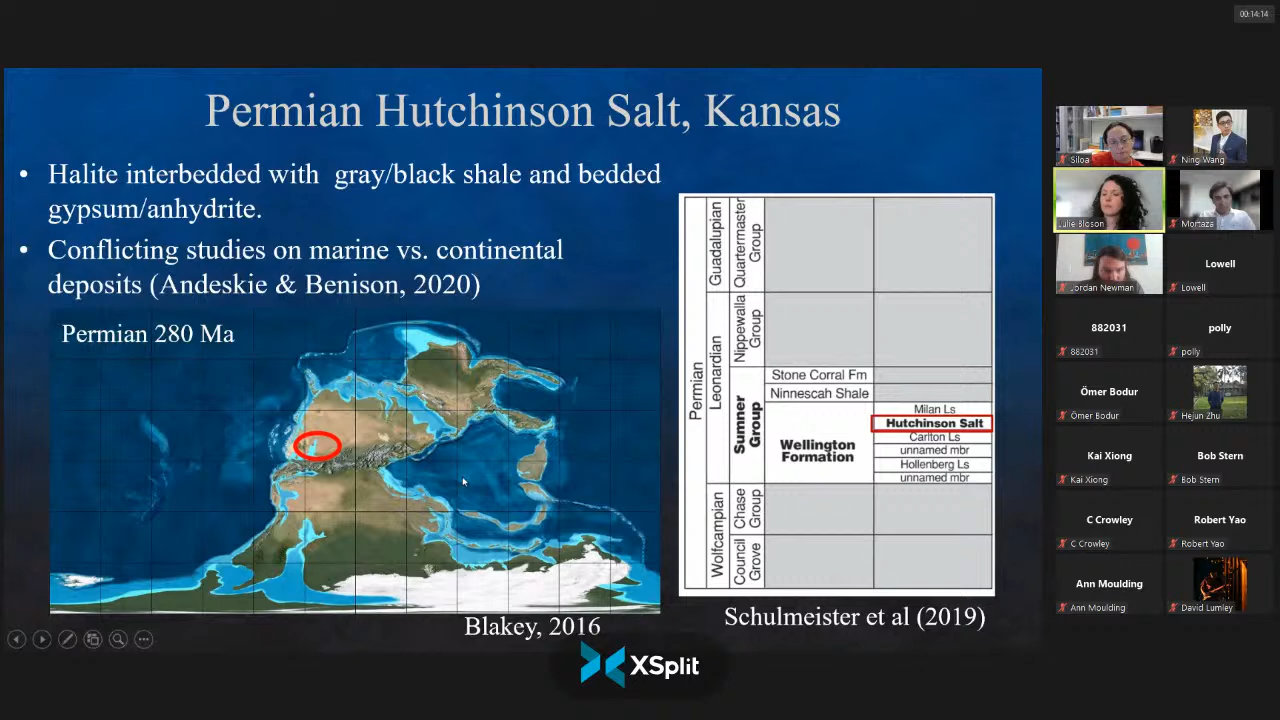 00:14:14
Permian Hutchinson Salt, Kansas
• Halite interbedded with gray/black shale and bedded
gypsum/anhydrite.
• Conflicting studies on marine vs. continental
deposits (Andeskie & Benison, 2020)
Permian 280 Ma
Blakey, 2016
Permian
Guadalupian
Leonardian
Wolfcampian
Quartermaster
Group
Nippewalla
Group
Sumner
Group
Chase
Group
Council
Grove
Stone Corral Fm
Ninnescah Shale
Wellington
Formation
Milan Ls
Hutchinson Salt
Carlton Ls
unnamed mbr
Hollenberg Ls
unnamed mbr
Schulmeister et al (2019)
XSplit
Siloa
Ning Wang
Julie Bloson
Mortaza
Jordan Newman
Lowell
Lowell
882031
882031
polly
polly
Ömer Bodur
Ömer Bodur
Hejun Zhu
Kai Xiong
Kai Xiong
Bob Stern
Bob Stern
C Crowley
C Crowley
Robert Yao
Robert Yao
Ann Moulding
Ann Moulding
David Lumley